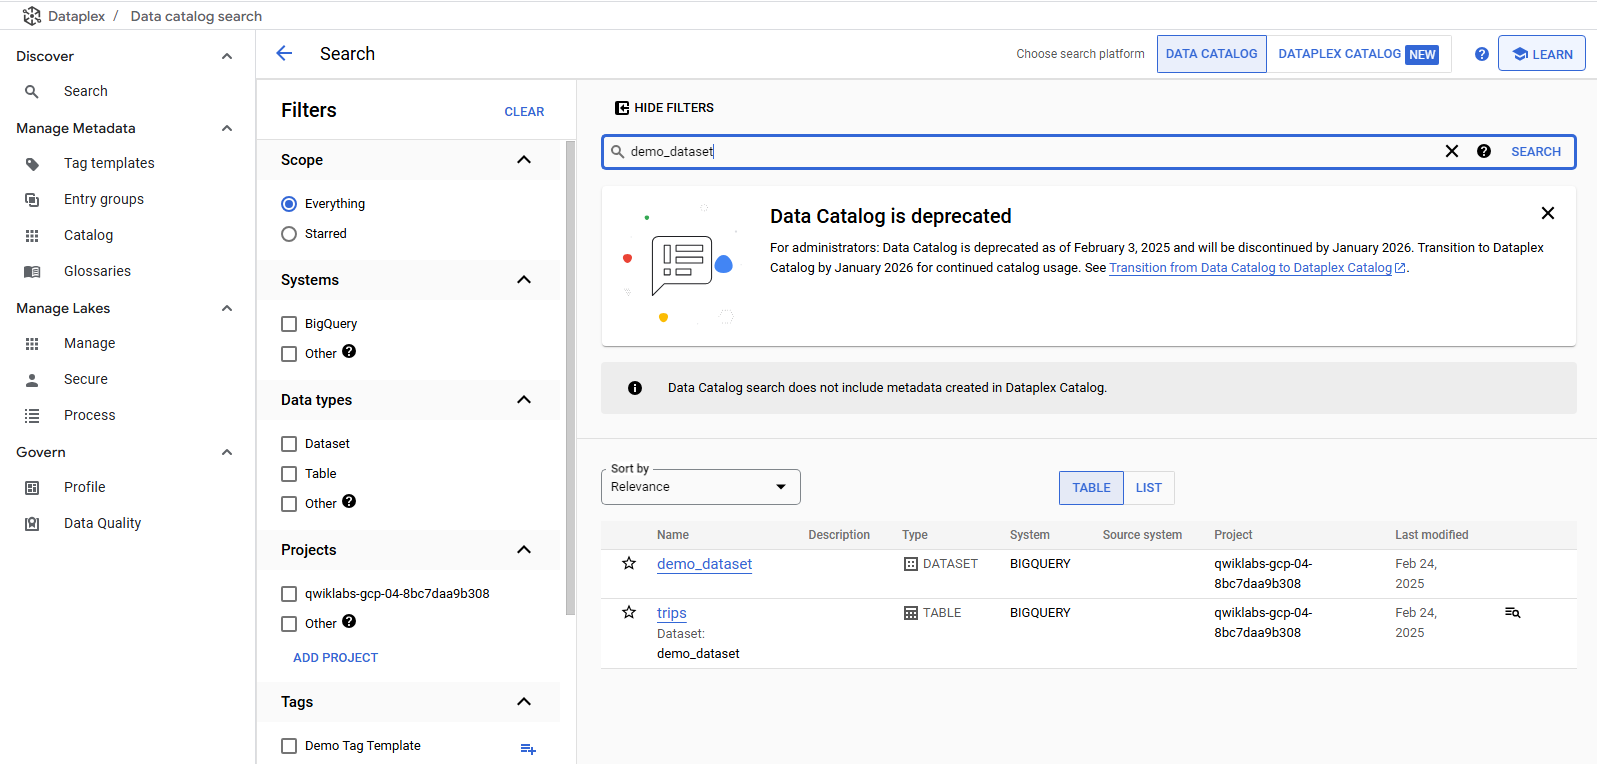 Dataplex / Data catalog search
Discover
Search
Manage Metadata
Tag templates
Entry groups
Catalog
Glossaries
Manage Lakes
Manage
Secure
Process
Govern
Profile
Data Quality
Search
Choose search platform
DATA CATALOG
DATAPLEX CATALOG NEW
LEARN
Filters
CLEAR
Scope
Everything
Starred
Systems
BigQuery
Other
Data types
Dataset
Table
Other
Projects
qwiklabs-gcp-04-8bc7daa9b308
Other
ADD PROJECT
Tags
Demo Tag Template
HIDE FILTERS
demo_dataset
SEARCH
Data Catalog is deprecated
For administrators: Data Catalog is deprecated as of February 3, 2025 and will be discontinued by January 2026. Transition to Dataplex
Catalog by January 2026 for continued catalog usage. See Transition from Data Catalog to Dataplex Catalog.
Data Catalog search does not include metadata created in Dataplex Catalog.
Sort by
Relevance
TABLE
LIST
Name Description Type System Source system Project Last modified
demo_dataset DATASET BIGQUERY qwiklabs-gcp-04- Feb 24,
8bc7daa9b308 2025
trips TABLE BIGQUERY qwiklabs-gcp-04- Feb 24,
Dataset: 8bc7daa9b308 2025
demo_dataset